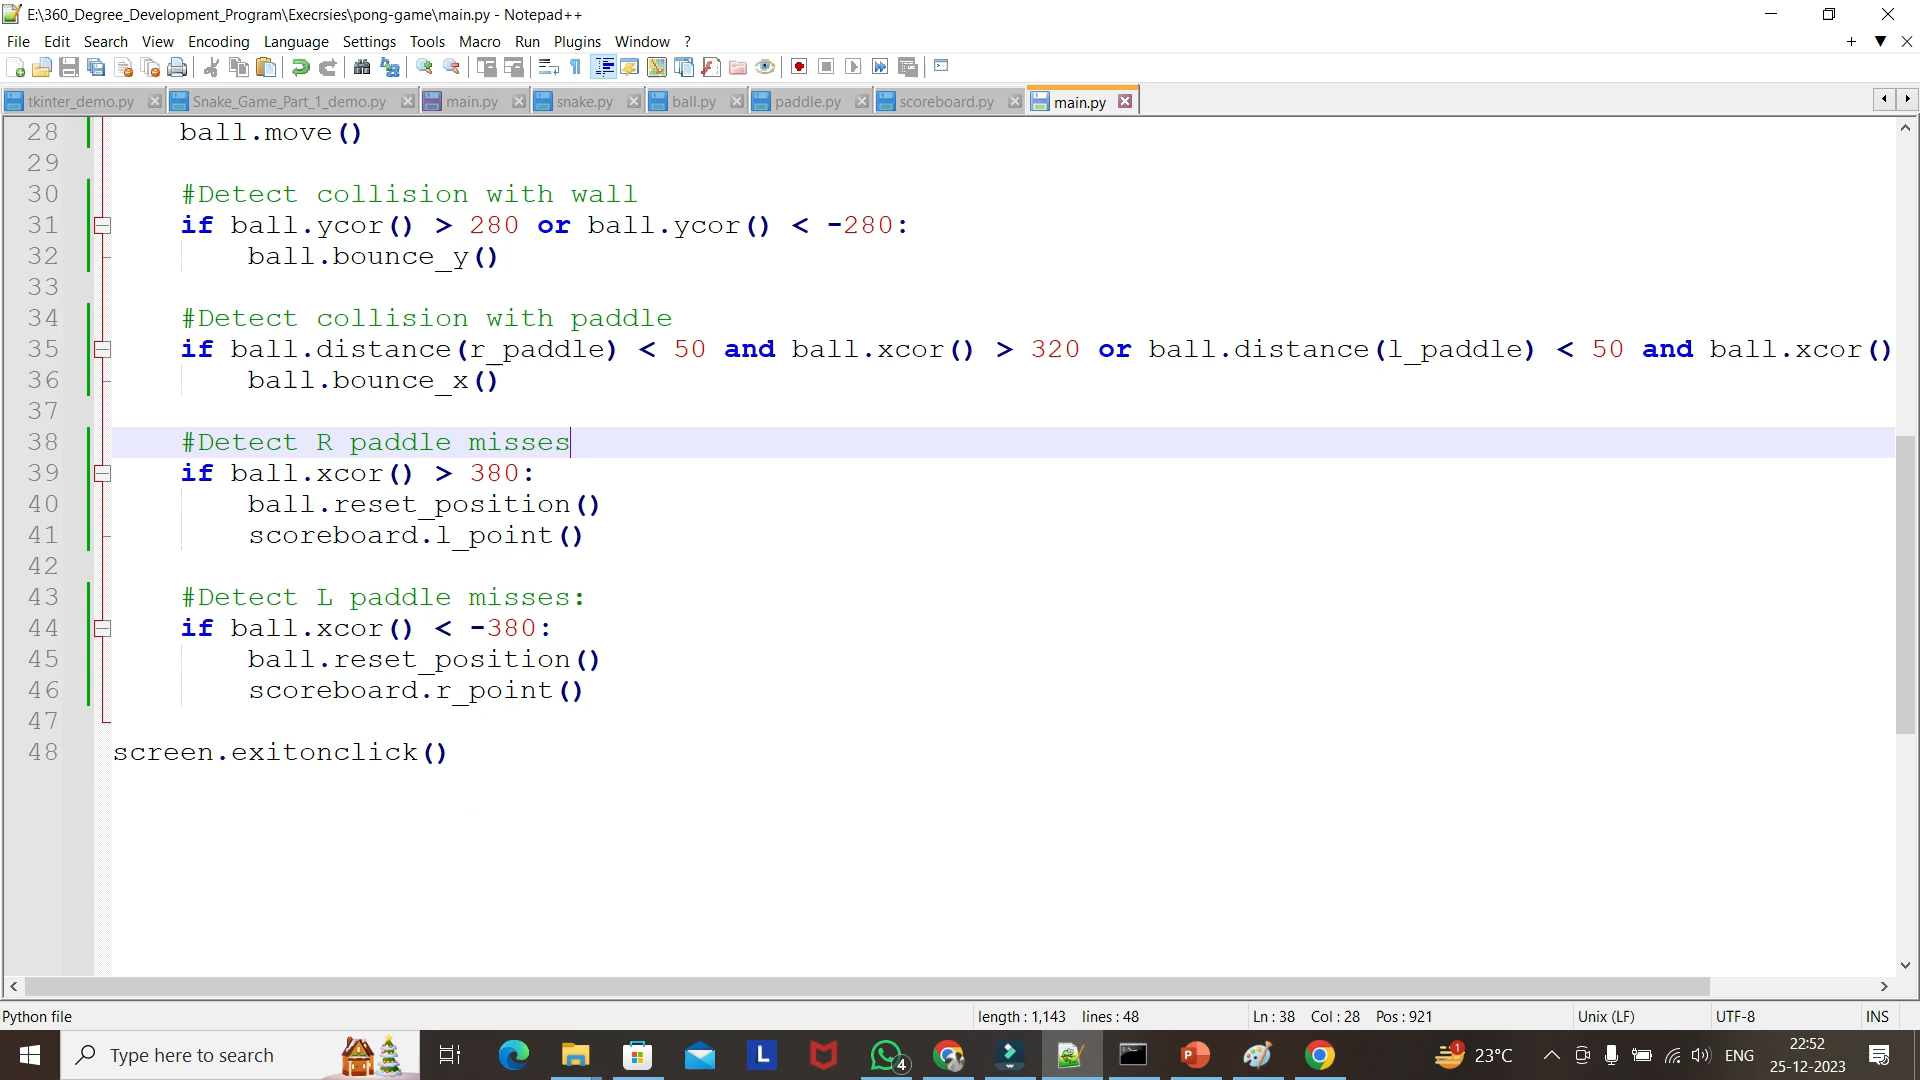 E:\360_Degree_Development_Program\Execrsies\pong-game\main.py - Notepad++
File Edit Search View Encoding Language Settings Tools Macro Run Plugins Window ?
tkinter_demo.py Snake_Game_Part_1_demo.py main.py snake.py ball.py paddle.py scoreboard.py main.py
28 ball.move()
29
30 #Detect collision with wall
31 if ball.ycor() > 280 or ball.ycor() < -280:
32 ball.bounce_y()
33
34 #Detect collision with paddle
35 if ball.distance(r_paddle) < 50 and ball.xcor() > 320 or ball.distance(l_paddle) < 50 and ball.xcor()
36 ball.bounce_x()
37
38 #Detect R paddle misses
39 if ball.xcor() > 380:
40 ball.reset_position()
41 scoreboard.l_point()
42
43 #Detect L paddle misses:
44 if ball.xcor() < -380:
45 ball.reset_position()
46 scoreboard.r_point()
47
48 screen.exitonclick()
Python file length : 1,143 lines : 48 Ln : 38 Col : 28 Pos : 921 Unix (LF) UTF-8 INS
Type here to search L 4 P 1 23°C ENG 22:52
25-12-2023